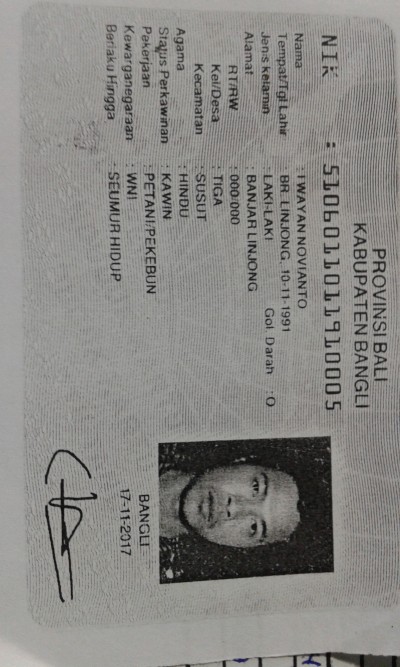 PROVINSI BALI
KABUPATEN BANGLI
NIK : 5106011011910005
Nama : I WAYAN NOVIANTO
Tempat/Tgl Lahir : BR. LINJONG, 10-11-1991
Jenis kelamin : LAKI-LAKI Gol. Darah : O
Alamat : BANJAR LINJONG
RT/RW : 000/000
Kel/Desa : TIGA
Kecamatan : SUSUT
Agama : HINDU
Status Perkawinan : KAWIN
Pekerjaan : PETANI/PEKEBUN
Kewarganegaraan : WNI
Berlaku Hingga : SEUMUR HIDUP
BANGLI
17-11-2017